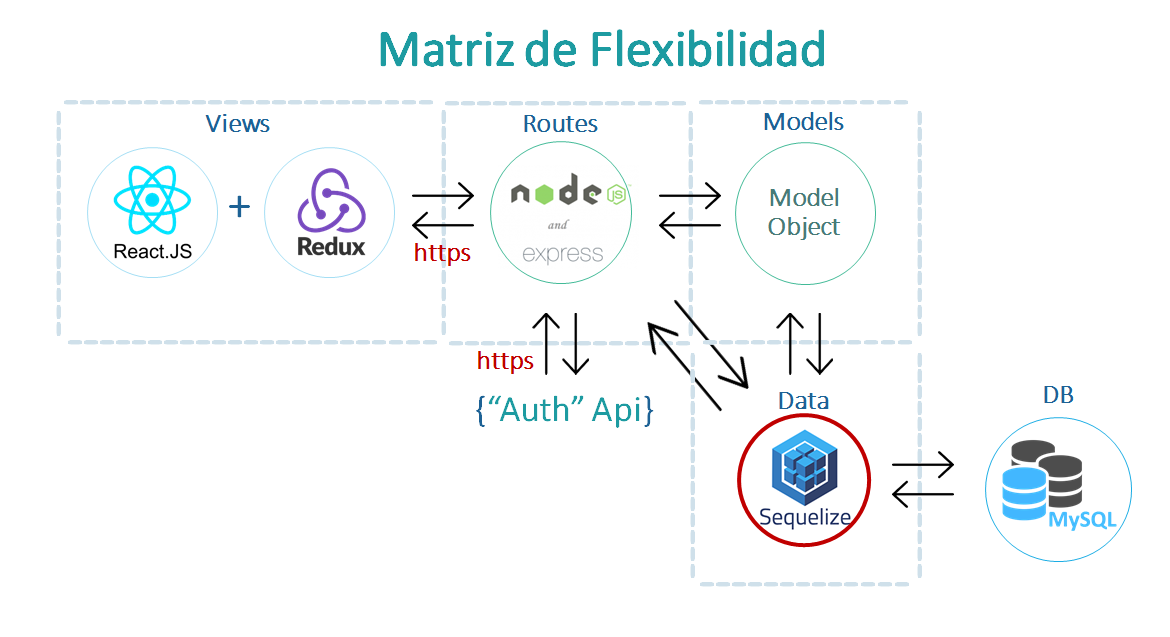 Matriz de Flexibilidad
Views
Routes
Models
React.JS
+
Redux
https
node
JS
and
express
Model
Object
https
{“Auth” Api}
Data
Sequelize
DB
MySQL